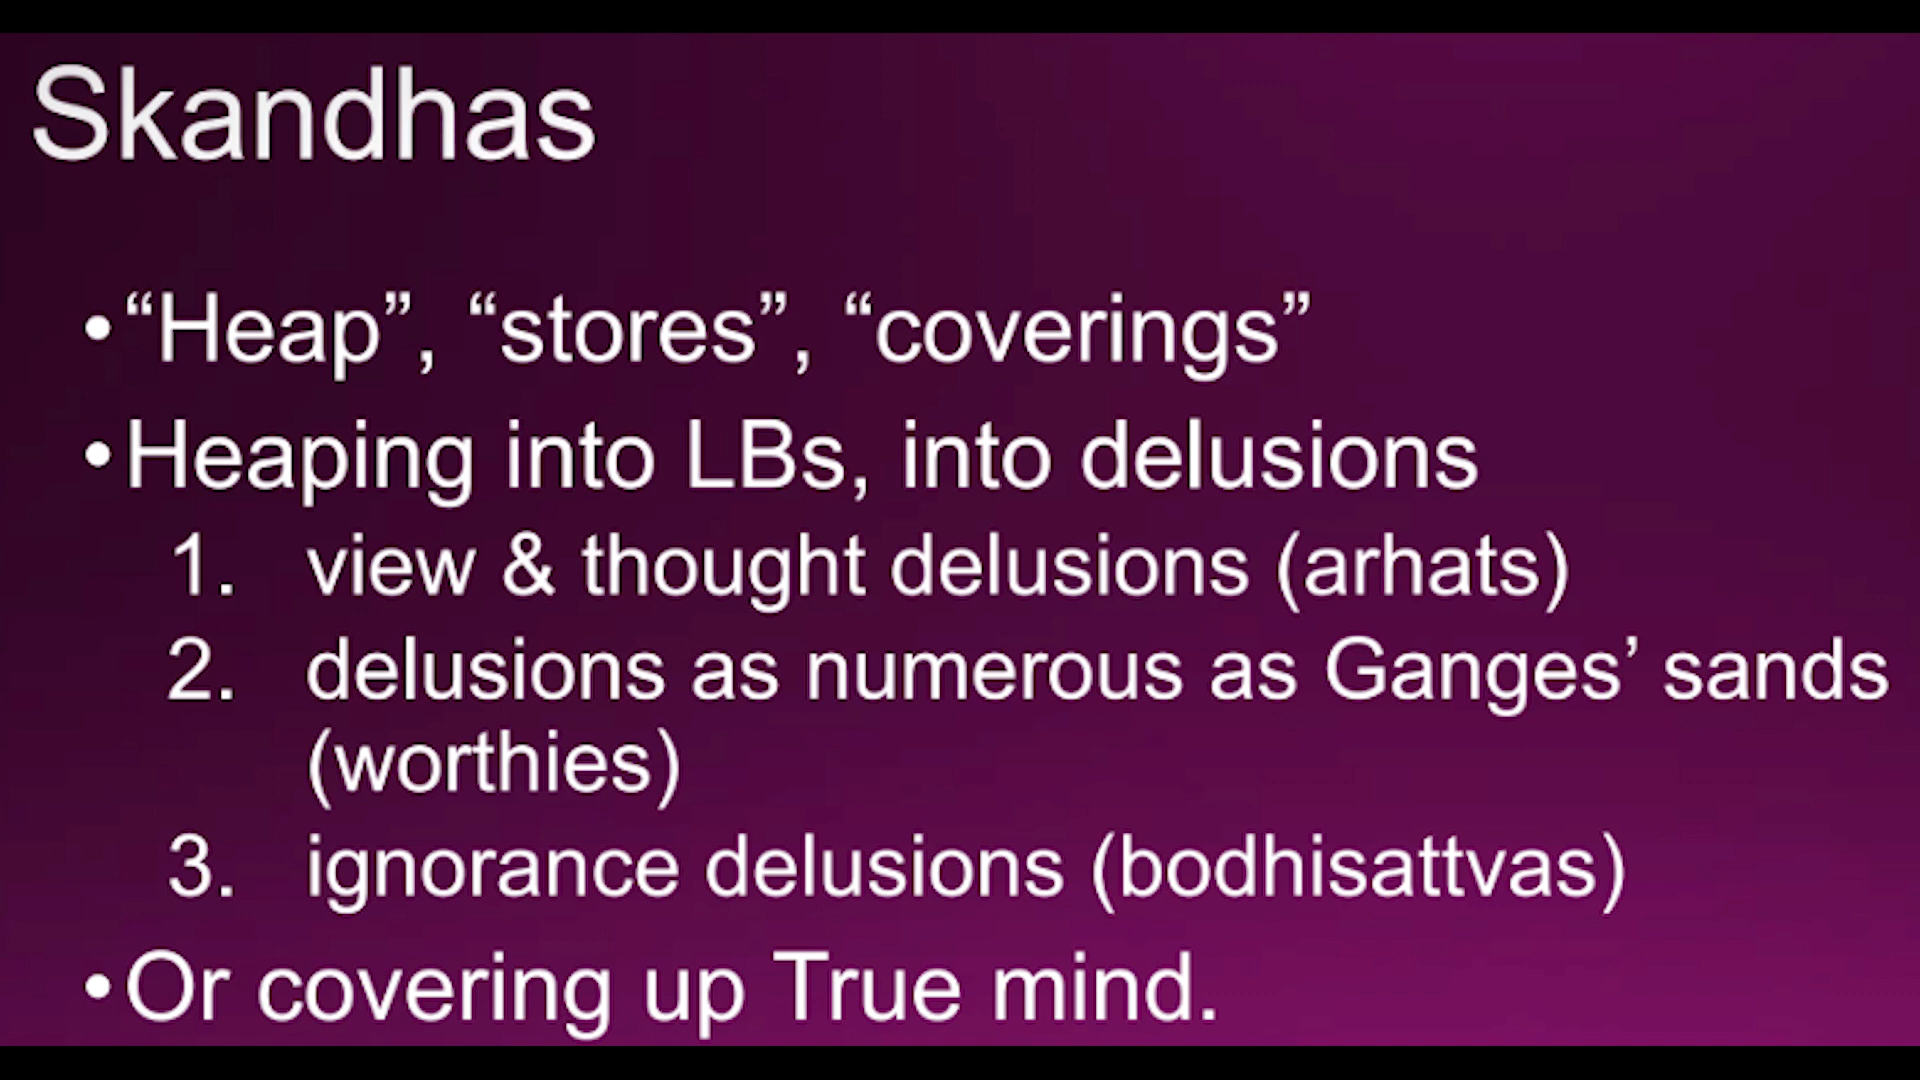 Skandhas
•“Heap”, “stores”, “coverings”
•Heaping into LBs, into delusions
1. view & thought delusions (arhats)
2. delusions as numerous as Ganges’ sands
(worthies)
3. ignorance delusions (bodhisattvas)
•Or covering up True mind.